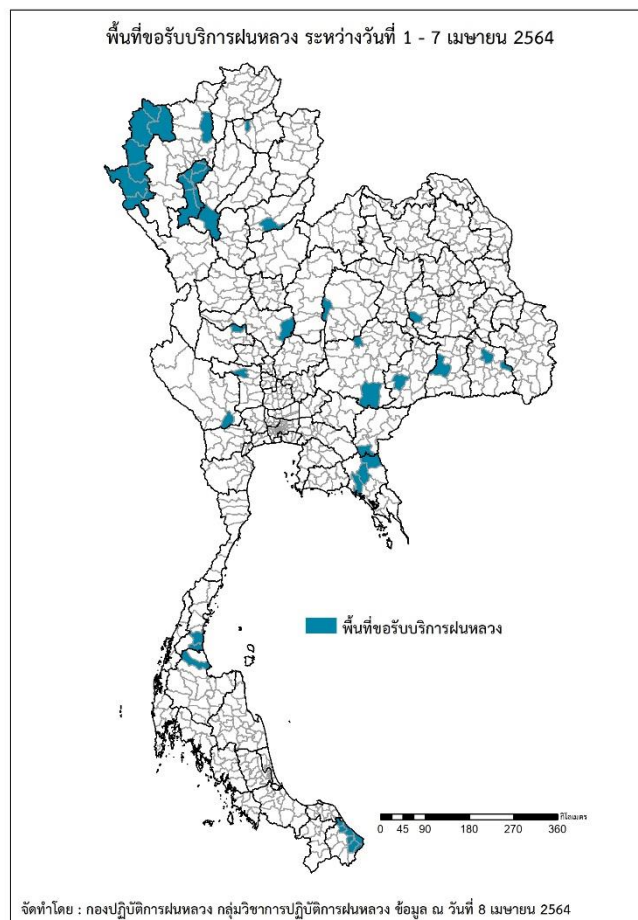 พื้นที่ขอรับบริการฝนหลวง ระหว่างวันที่ 1 - 7 เมษายน 2564
พื้นที่ขอรับบริการฝนหลวง
กิโลเมตร
0 45 90 180 270 360
จัดทำโดย : กองปฏิบัติการฝนหลวง กลุ่มวิชาการปฏิบัติการฝนหลวง ข้อมูล ณ วันที่ 8 เมษายน 2564